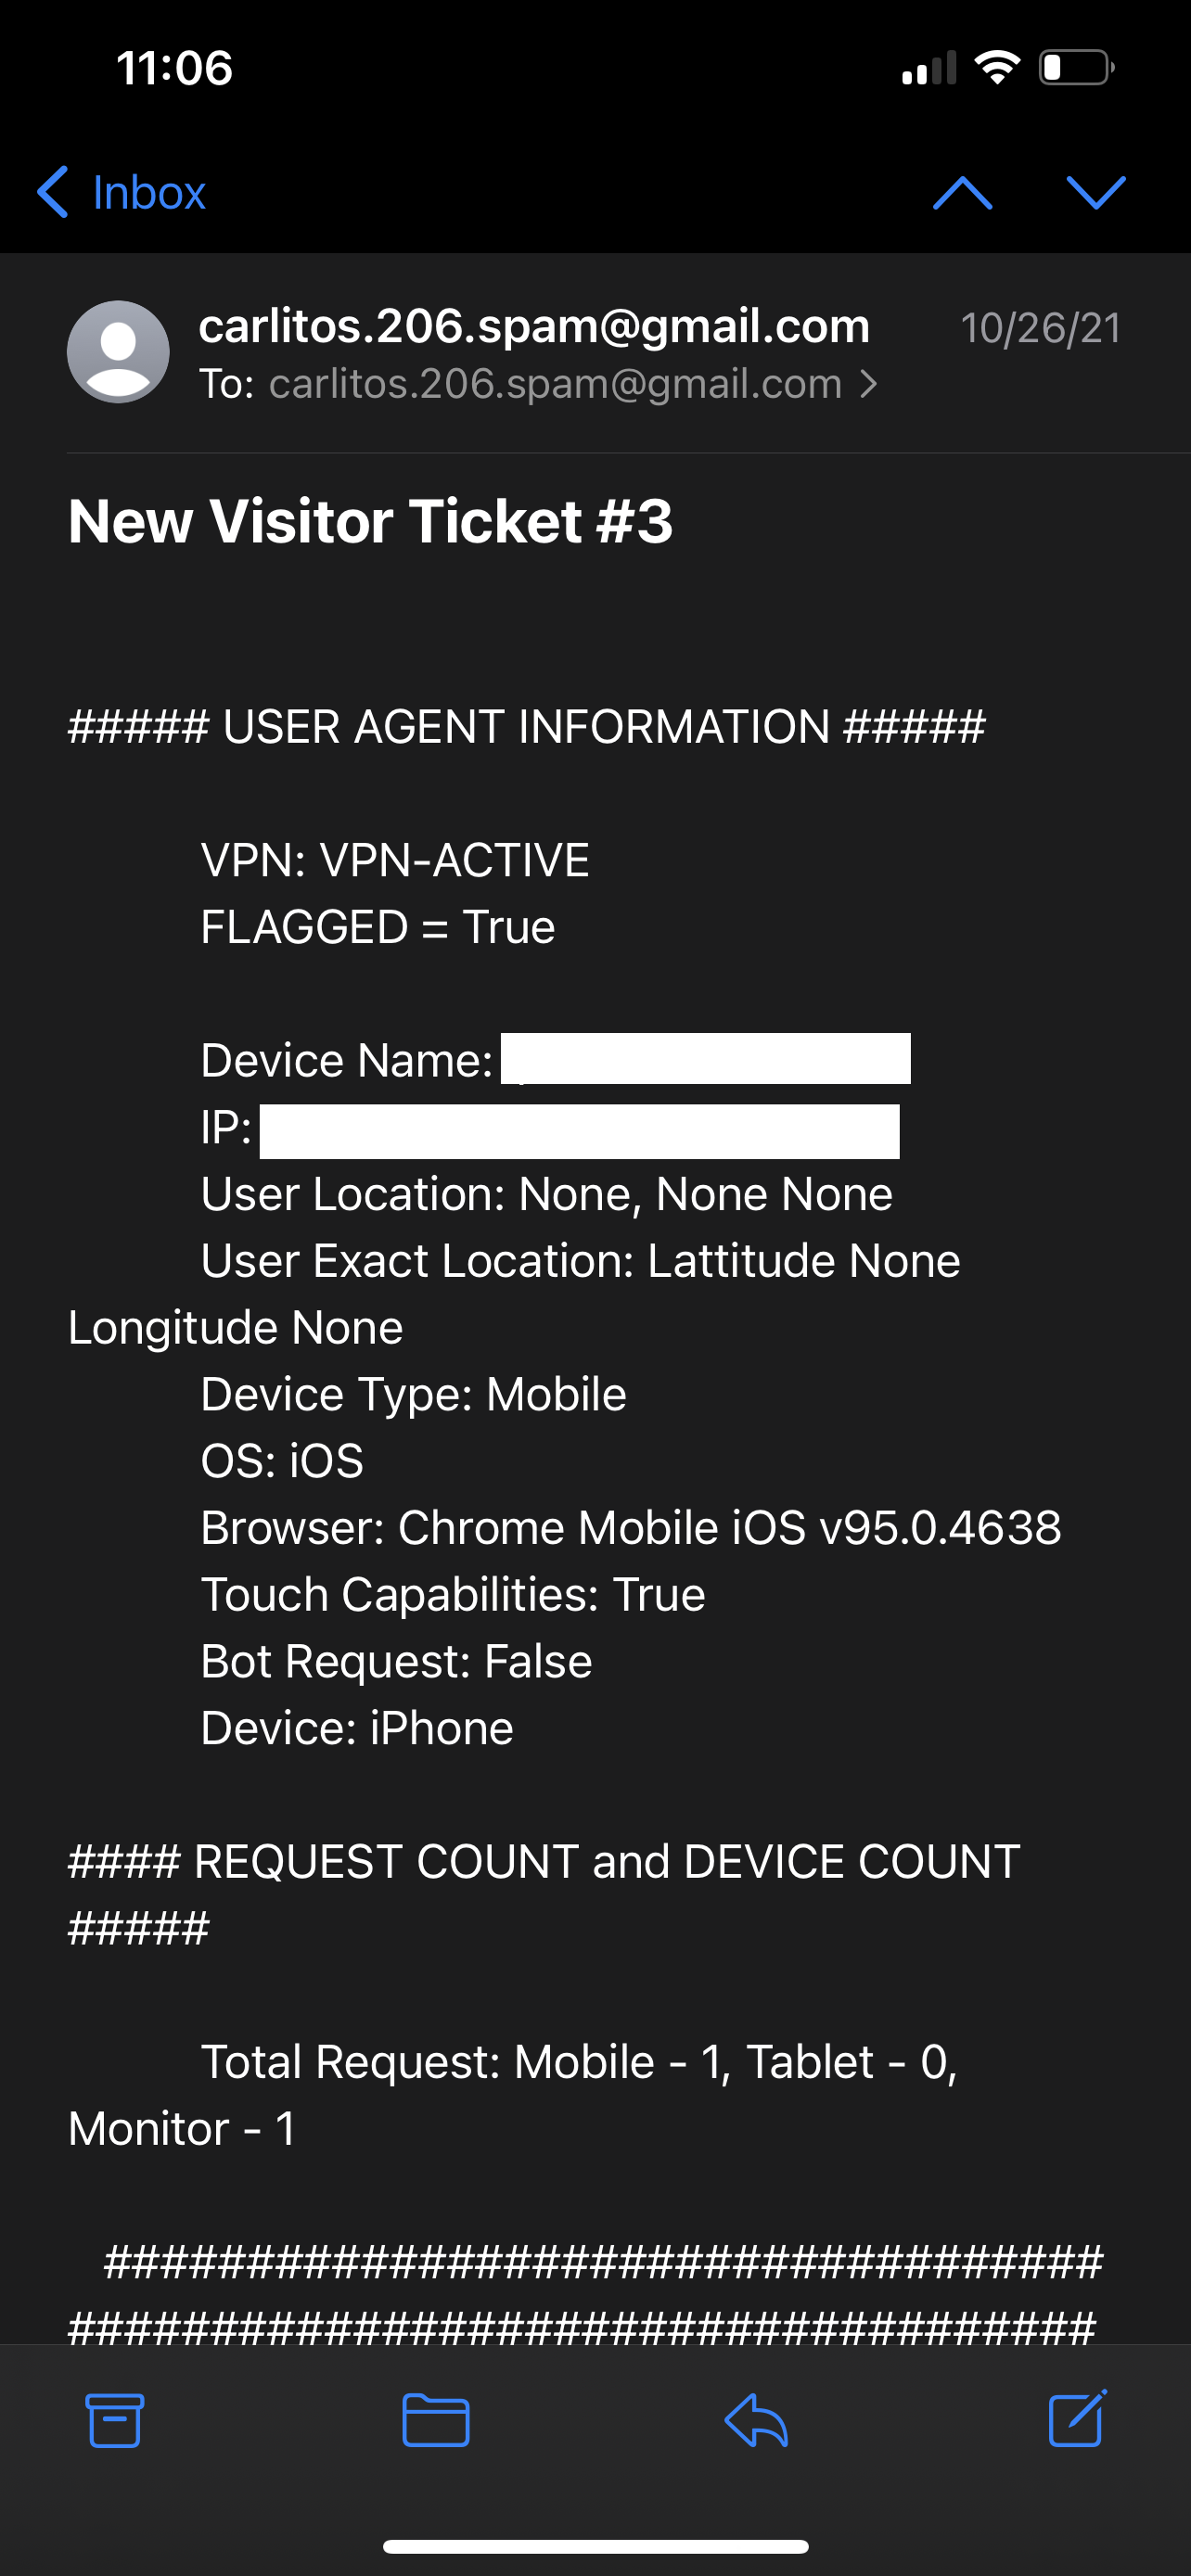 11:06
Inbox
carlitos.206.spam@gmail.com 10/26/21
To: carlitos.206.spam@gmail.com
New Visitor Ticket #3
##### USER AGENT INFORMATION #####
VPN: VPN-ACTIVE
FLAGGED = True
Device Name:
IP:
User Location: None, None None
User Exact Location: Lattitude None
Longitude None
Device Type: Mobile
OS: iOS
Browser: Chrome Mobile iOS v95.0.4638
Touch Capabilities: True
Bot Request: False
Device: iPhone
#### REQUEST COUNT and DEVICE COUNT
#####
Total Request: Mobile - 1, Tablet - 0,
Monitor - 1
###################################
####################################